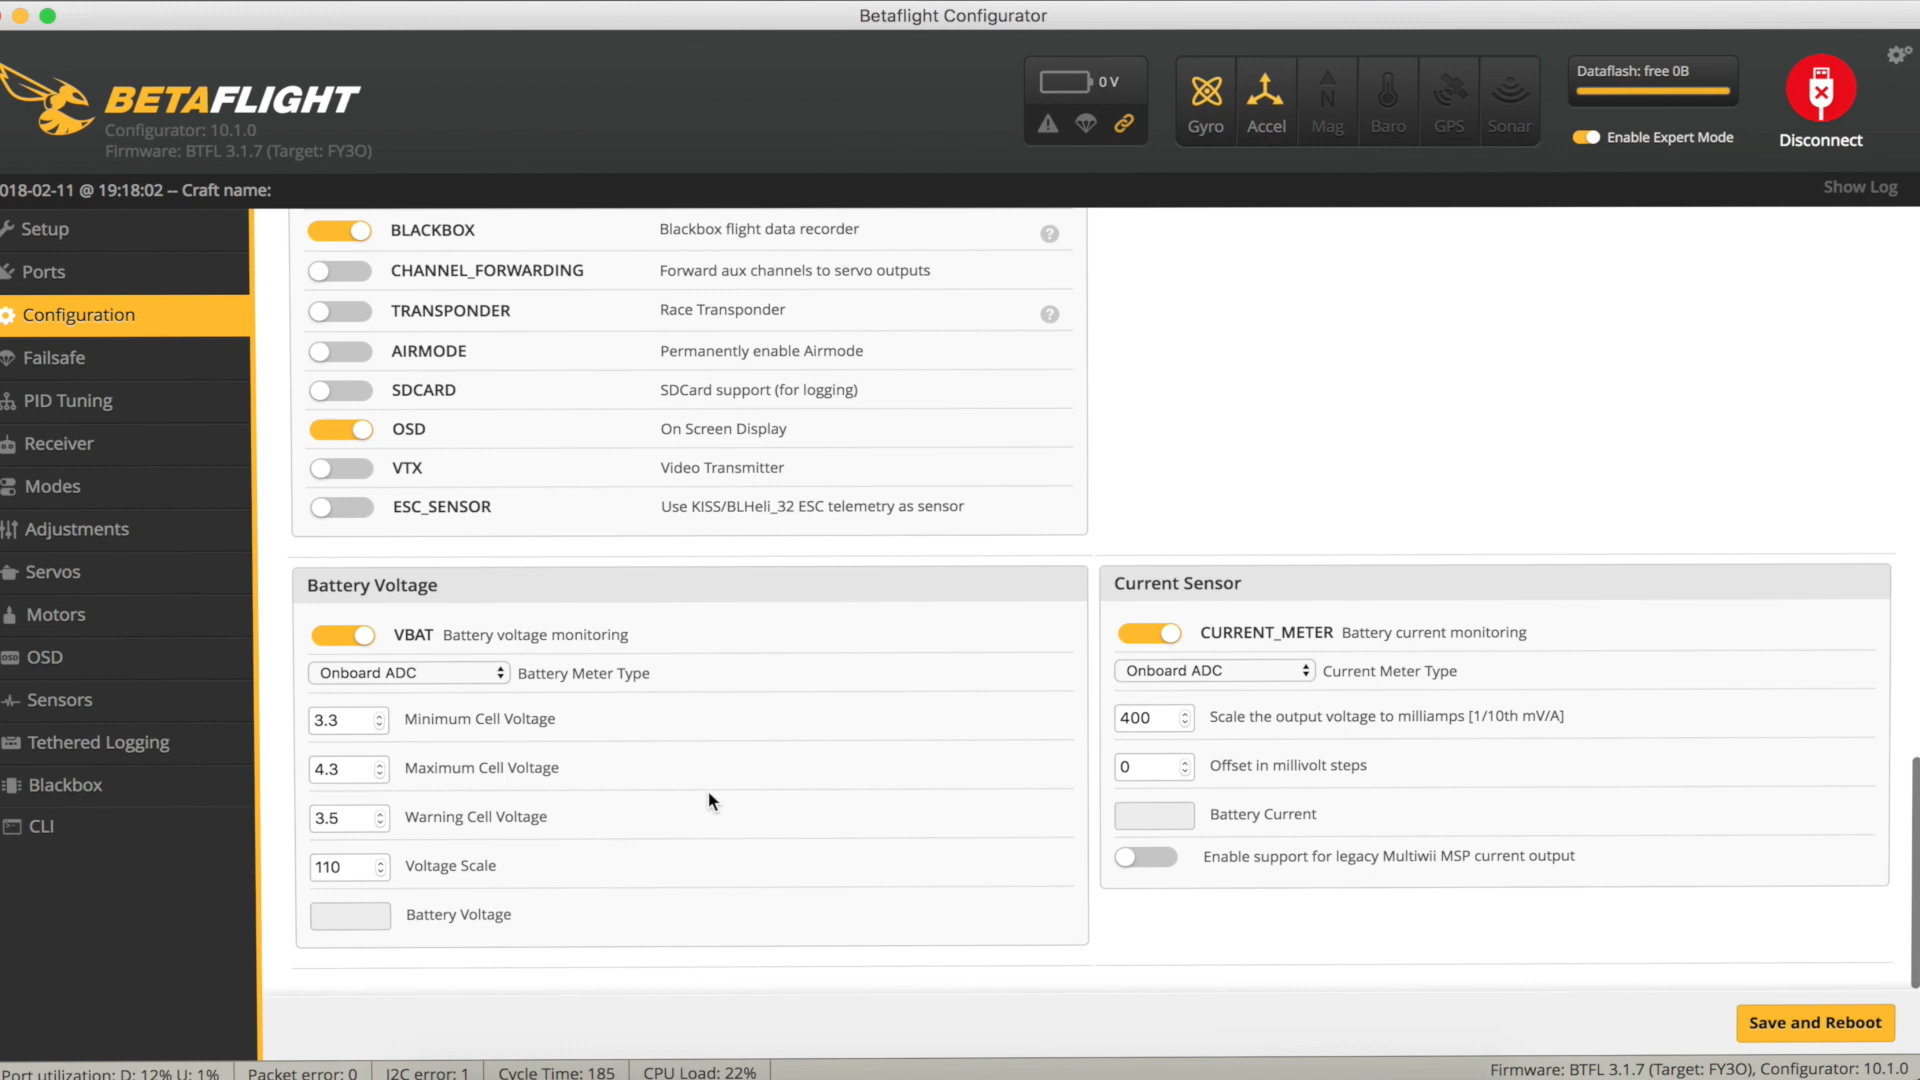 Betaflight Configurator
BETAFLIGHT
Configurator: 10.1.0
Firmware: BTFL 3.1.7 (Target: FY3O)
0 V
Gyro
Accel
Mag
Baro
GPS
Sonar
Dataflash: free 0B
Enable Expert Mode
Disconnect
018-02-11 @ 19:18:02 -- Craft name:
Show Log
Setup
Ports
Configuration
Failsafe
PID Tuning
Receiver
Modes
Adjustments
Servos
Motors
OSD
OSD
Sensors
Tethered Logging
Blackbox
CLI
BLACKBOX Blackbox flight data recorder ?
CHANNEL_FORWARDING Forward aux channels to servo outputs
TRANSPONDER Race Transponder ?
AIRMODE Permanently enable Airmode
SDCARD SDCard support (for logging)
OSD On Screen Display
VTX Video Transmitter
ESC_SENSOR Use KISS/BLHeli_32 ESC telemetry as sensor
Battery Voltage
VBAT Battery voltage monitoring
Onboard ADC Battery Meter Type
3.3 Minimum Cell Voltage
4.3 Maximum Cell Voltage
3.5 Warning Cell Voltage
110 Voltage Scale
Battery Voltage
Current Sensor
CURRENT_METER Battery current monitoring
Onboard ADC Current Meter Type
400 Scale the output voltage to milliamps [1/10th mV/A]
0 Offset in millivolt steps
Battery Current
Enable support for legacy Multiwii MSP current output
Save and Reboot
Port utilization: D: 12% U: 1% Packet error: 0 I2C error: 1 Cycle Time: 185 CPU Load: 22% Firmware: BTFL 3.1.7 (Target: FY3O), Configurator: 10.1.0